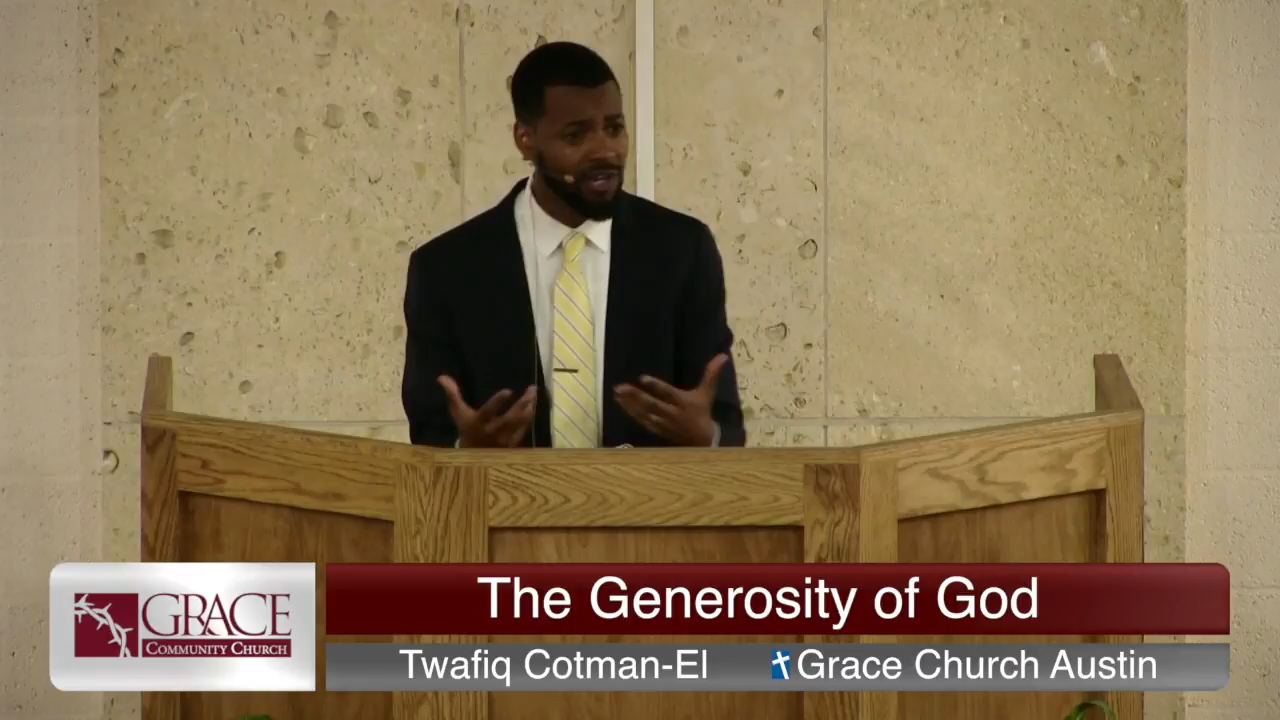 GRACE
COMMUNITY CHURCH
The Generosity of God
Twafiq Cotman-El
Grace Church Austin